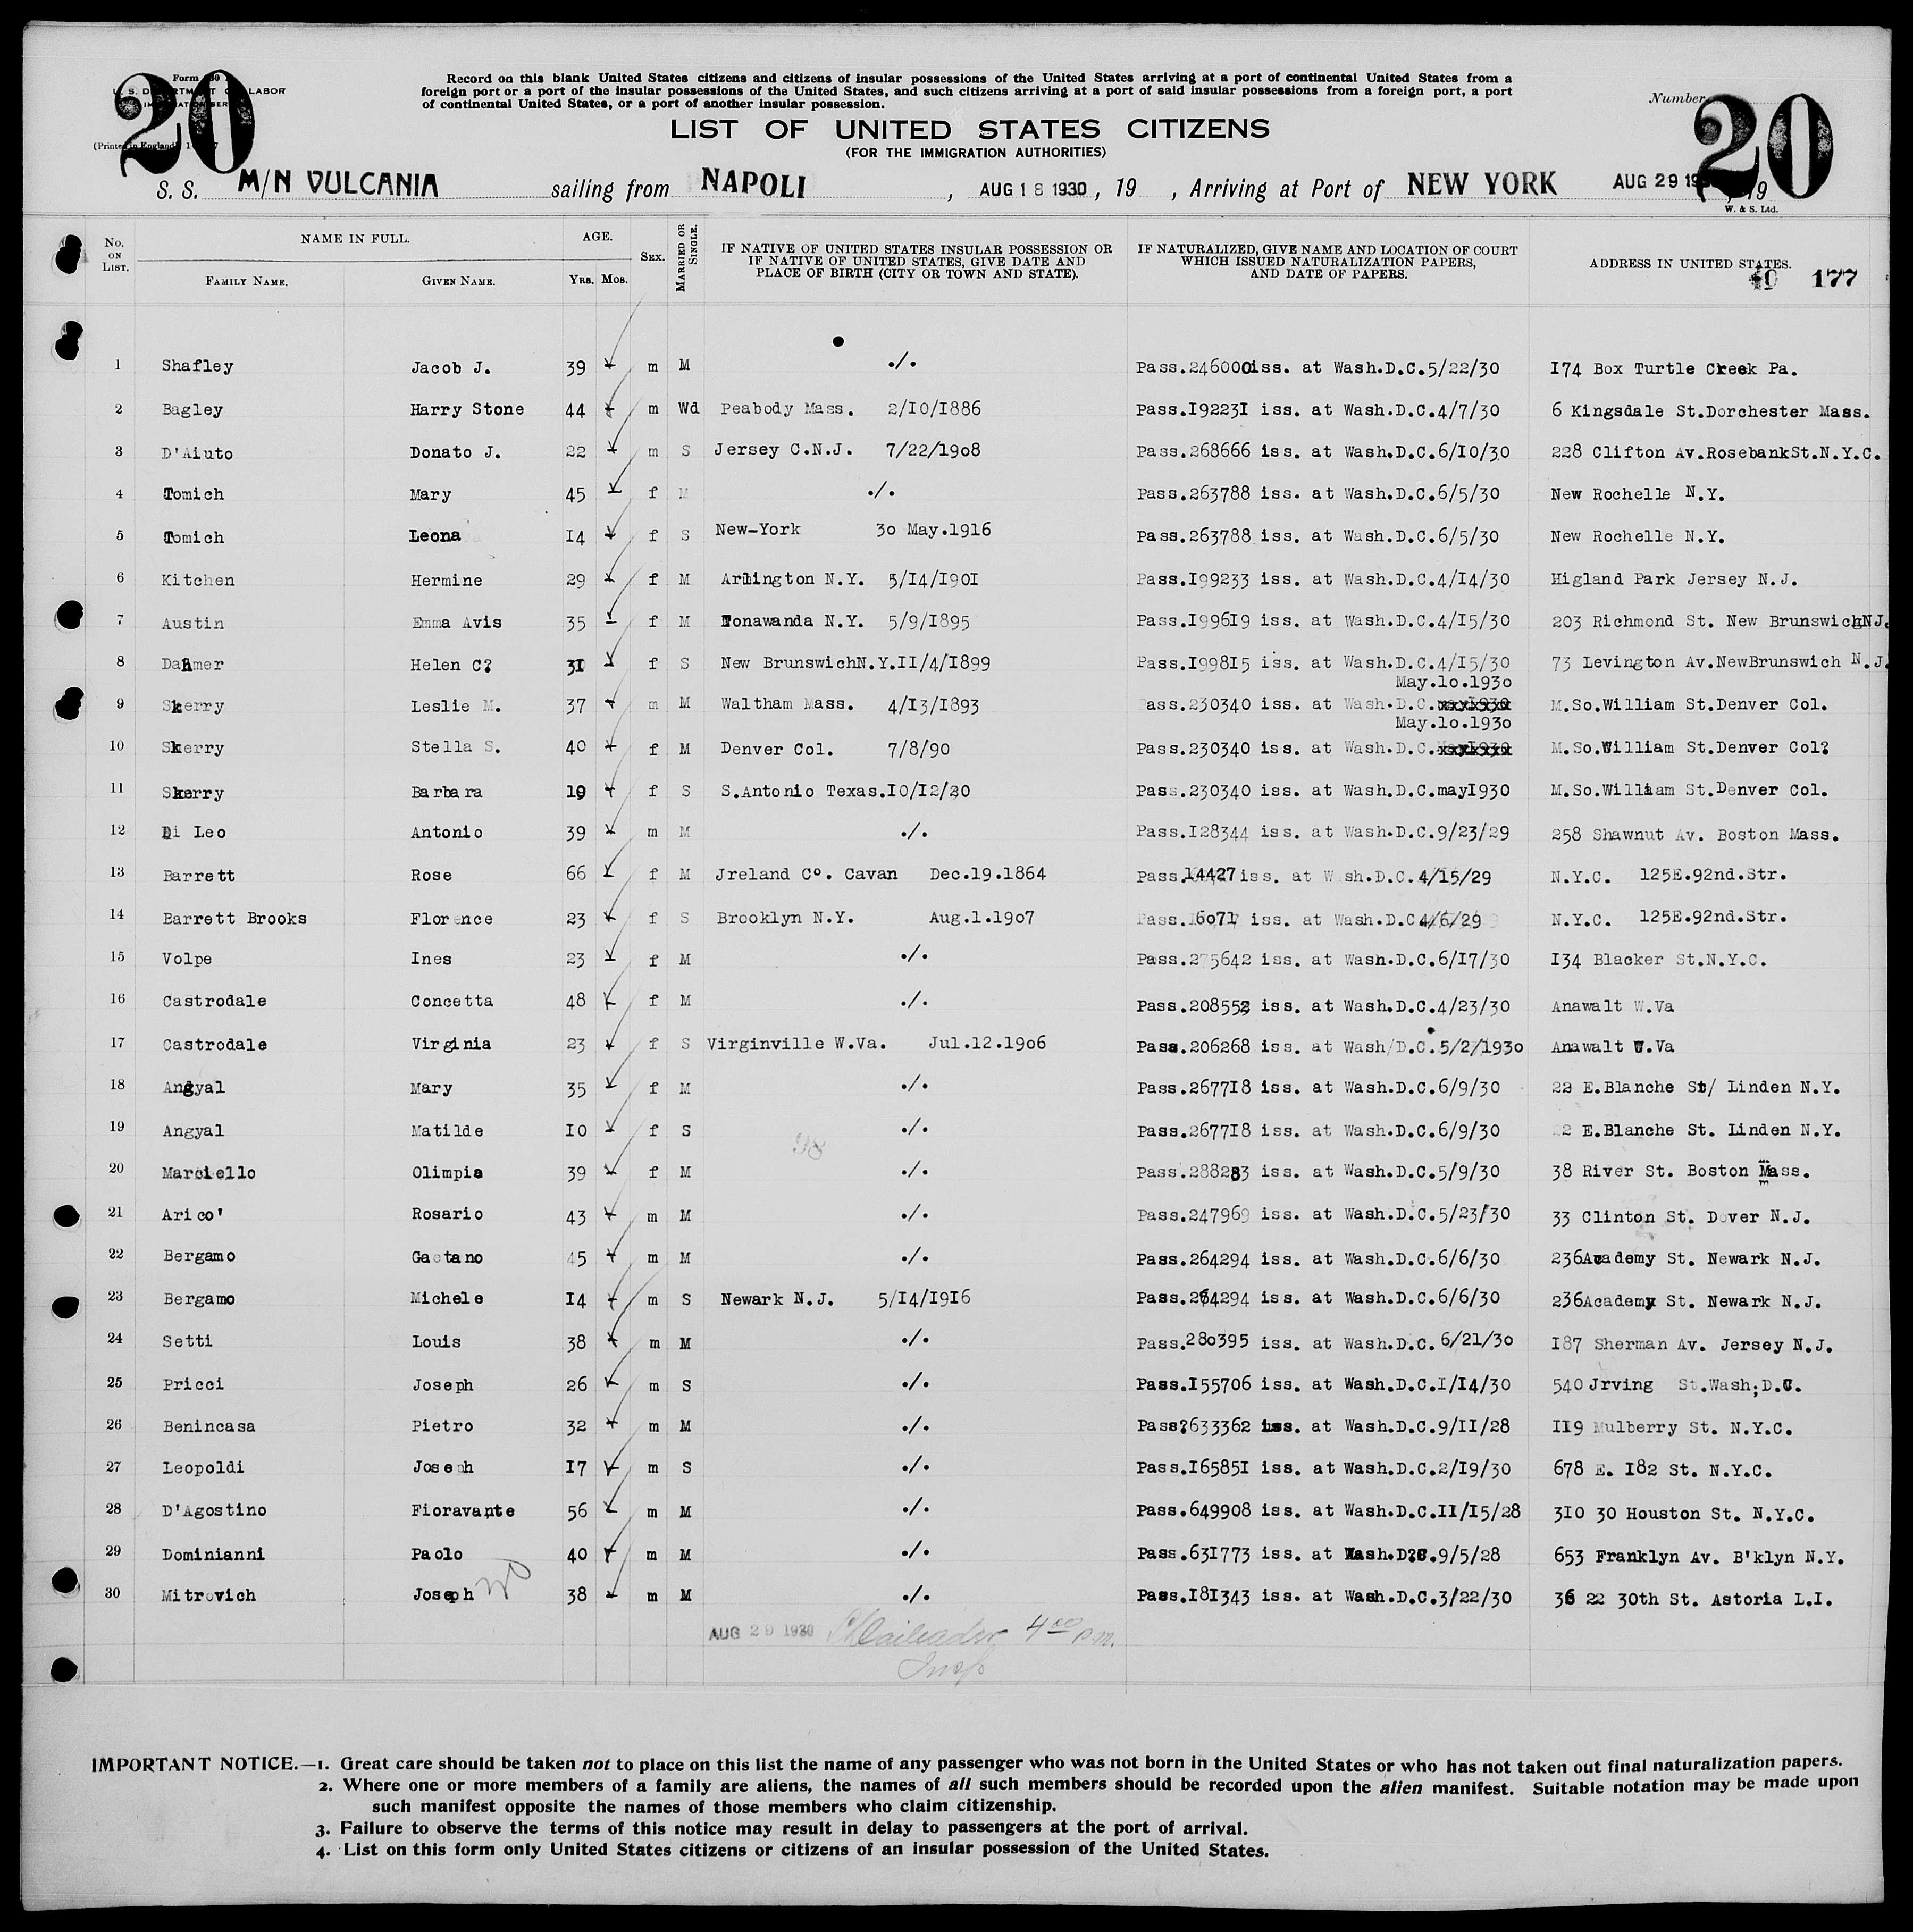 20
Form 630
U. S. DEPARTMENT OF LABOR
IMMIGRATION SERVICE
(Printed in England)
Record on this blank United States citizens and citizens of insular possessions of the United States arriving at a port of continental United States from a
foreign port or a port of the insular possessions of the United States, and such citizens arriving at a port of said insular possessions from a foreign port, a port
of continental United States, or a port of another insular possession.
Number
20
LIST OF UNITED STATES CITIZENS
(FOR THE IMMIGRATION AUTHORITIES)
S. S. M/N VULCANIA sailing from NAPOLI, AUG 18 1930, 19 , Arriving at Port of NEW YORK AUG 29 1930, 19
W. & S. Ltd.
No. ON LIST. NAME IN FULL. FAMILY NAME. GIVEN NAME. AGE. YRS. MOS. SEX. MARRIED OR SINGLE. IF NATIVE OF UNITED STATES INSULAR POSSESSION OR IF NATIVE OF UNITED STATES, GIVE DATE AND PLACE OF BIRTH (CITY OR TOWN AND STATE). IF NATURALIZED, GIVE NAME AND LOCATION OF COURT WHICH ISSUED NATURALIZATION PAPERS, AND DATE OF PAPERS. ADDRESS IN UNITED STATES.
177
1 Shafley Jacob J. 39 m M ./. Pass.246000iss. at Wash.D.C.5/22/30 174 Box Turtle Creek Pa.
2 Bagley Harry Stone 44 m Wd Peabody Mass. 2/10/1886 Pass.192231 iss. at Wash.D.C.4/7/30 6 Kingsdale St.Dorchester Mass.
3 D'Aiuto Donato J. 22 m S Jersey C.N.J. 7/22/1908 Pass.268666 iss. at Wash.D.C.6/10/30 228 Clifton Av.RosebankSt.N.Y.C.
4 Tomich Mary 45 f M ./. Pass.263788 iss. at Wash.D.C.6/5/30 New Rochelle N.Y.
5 Tomich Leona 14 f S New-York 30 May.1916 Pass.263788 iss. at Wash.D.C.6/5/30 New Rochelle N.Y.
6 Kitchen Hermine 29 f M Arlington N.Y. 5/14/1901 Pass.199233 iss. at Wash.D.C.4/14/30 Higland Park Jersey N.J.
7 Austin Emma Avis 35 f M Tonawanda N.Y. 5/9/1895 Pass.199619 iss. at Wash.D.C.4/15/30 203 Richmond St. New BrunswichNJ.
8 Dahmer Helen C? 31 f S New BrunswichN.Y.11/4/1899 Pass.199815 iss. at Wash.D.C.4/15/30 73 Levington Av.NewBrunswich N.J.
May.10.1930
9 Skerry Leslie M. 37 m M Waltham Mass. 4/13/1893 Pass.230340 iss. at Wash.D.C. M.So.William St.Denver Col.
May.10.1930
10 Skerry Stella S. 40 f M Denver Col. 7/8/90 Pass.230340 iss. at Wash.D.C. M.So.William St.Denver Col?
11 Skerry Barbara 10 f S S.Antonio Texas.10/12/20 Pass.230340 iss. at Wash.D.C.may1930 M.So.William St.Denver Col.
12 Di Leo Antonio 39 m M ./. Pass.128344 iss. at Wash.D.C.9/23/29 258 Shawnut Av. Boston Mass.
13 Barrett Rose 66 f M Jreland Co. Cavan Dec.19.1864 Pass.14427 iss. at Wash.D.C.4/15/29 N.Y.C. 125E.92nd.Str.
14 Barrett Brooks Florence 23 f S Brooklyn N.Y. Aug.1.1907 Pass.16071 iss. at Wash.D.C 4/6/29 N.Y.C. 125E.92nd.Str.
15 Volpe Ines 23 f M ./. Pass.275642 iss. at Wash.D.C.6/17/30 134 Blacker St.N.Y.C.
16 Castrodale Concetta 48 f M ./. Pass.208552 iss. at Wash.D.C.4/23/30 Anawalt W.Va
17 Castrodale Virginia 23 f S Virginville W.Va. Jul.12.1906 Pass.206268 iss. at Wash/D.C.5/2/1930 Anawalt W.Va
18 Angyal Mary 35 f M ./. Pass.267718 iss. at Wash.D.C.6/9/30 22 E.Blanche St/ Linden N.Y.
19 Angyal Matilde 10 f S ./. Pass.267718 iss. at Wash.D.C.6/9/30 22 E.Blanche St. Linden N.Y.
20 Marciello Olimpia 39 f M ./. Pass.288283 iss. at Wash.D.C.5/9/30 38 River St. Boston Mass.
21 Arico' Rosario 43 m M ./. Pass.247969 iss. at Wash.D.C.5/23/30 33 Clinton St. Dover N.J.
22 Bergamo Gaetano 45 m M ./. Pass.264294 iss. at Wash.D.C.6/6/30 236Academy St. Newark N.J.
23 Bergamo Michele 14 m S Newark N.J. 5/14/1916 Pass.264294 iss. at Wash.D.C.6/6/30 236Academy St. Newark N.J.
24 Setti Louis 38 m M ./. Pass.280395 iss. at Wash.D.C. 6/21/30 187 Sherman Av. Jersey N.J.
25 Pricci Joseph 26 m S ./. Pass.155706 iss. at Wash.D.C.1/14/30 540 Jrving St.Wash;D.C.
26 Benincasa Pietro 32 m M ./. Pass?633362 iss. at Wash.D.C.9/11/28 119 Mulberry St. N.Y.C.
27 Leopoldi Joseph 17 m S ./. Pass.165851 iss. at Wash.D.C.2/19/30 678 E. 182 St. N.Y.C.
28 D'Agostino Fioravante 56 m M ./. Pass.649908 iss. at Wash.D.C.11/15/28 310 30 Houston St. N.Y.C.
29 Dominianni Paolo 40 m M ./. Pass.631773 iss. at Wash.D?C.9/5/28 653 Franklyn Av. B'klyn N.Y.
30 Mitrovich Joseph 38 m M ./. Pass.181343 iss. at Wash.D.C.3/22/30 36 22 30th St. Astoria L.I.
20
AUG 29 1930 4 00 p.m.
Insp
IMPORTANT NOTICE.—1. Great care should be taken not to place on this list the name of any passenger who was not born in the United States or who has not taken out final naturalization papers.
2. Where one or more members of a family are aliens, the names of all such members should be recorded upon the alien manifest. Suitable notation may be made upon
such manifest opposite the names of those members who claim citizenship.
3. Failure to observe the terms of this notice may result in delay to passengers at the port of arrival.
4. List on this form only United States citizens or citizens of an insular possession of the United States.